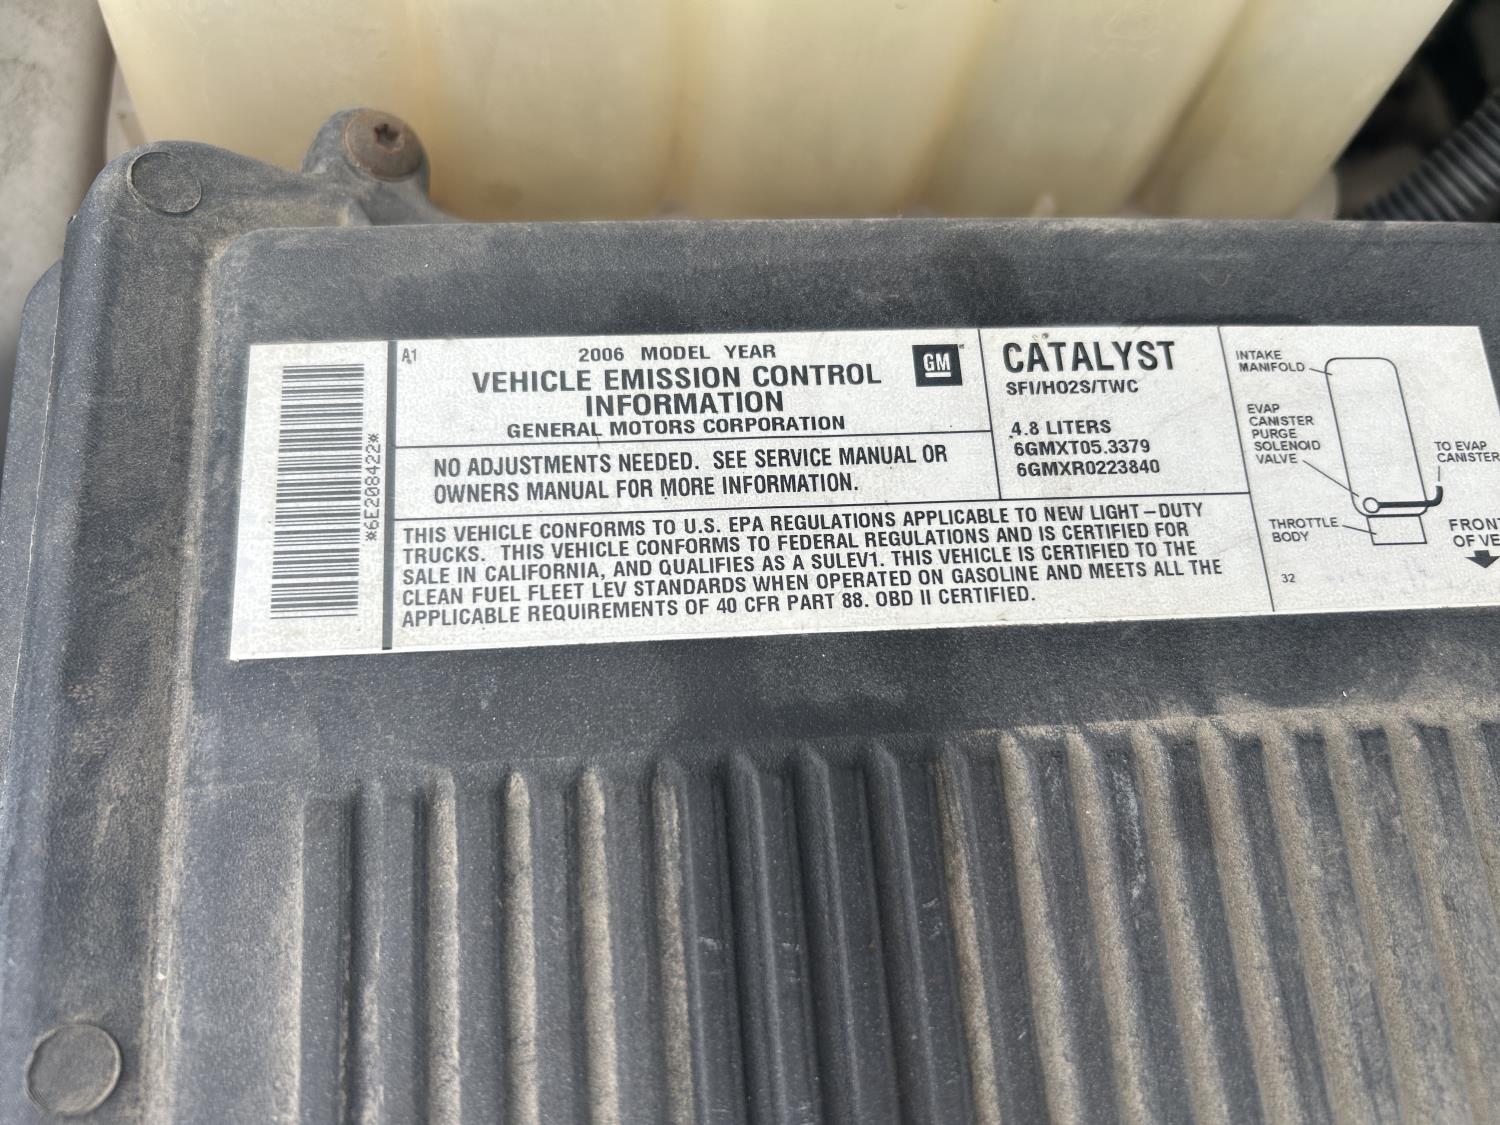 *6E208422*
A1
2006 MODEL YEAR
VEHICLE EMISSION CONTROL
INFORMATION
GENERAL MOTORS CORPORATION
GM
NO ADJUSTMENTS NEEDED. SEE SERVICE MANUAL OR
OWNERS MANUAL FOR MORE INFORMATION.
CATALYST
SFI/HO2S/TWC
4.8 LITERS
6GMXT05.3379
6GMXR0223840
THIS VEHICLE CONFORMS TO U.S. EPA REGULATIONS APPLICABLE TO NEW LIGHT-DUTY
TRUCKS. THIS VEHICLE CONFORMS TO FEDERAL REGULATIONS AND IS CERTIFIED FOR
SALE IN CALIFORNIA, AND QUALIFIES AS A SULEV1. THIS VEHICLE IS CERTIFIED TO THE
CLEAN FUEL FLEET LEV STANDARDS WHEN OPERATED ON GASOLINE AND MEETS ALL THE
APPLICABLE REQUIREMENTS OF 40 CFR PART 88. OBD II CERTIFIED.
INTAKE
MANIFOLD
EVAP
CANISTER
PURGE
SOLENOID
VALVE
TO EVAP
CANISTER
THROTTLE
BODY
FRON
OF VE
32